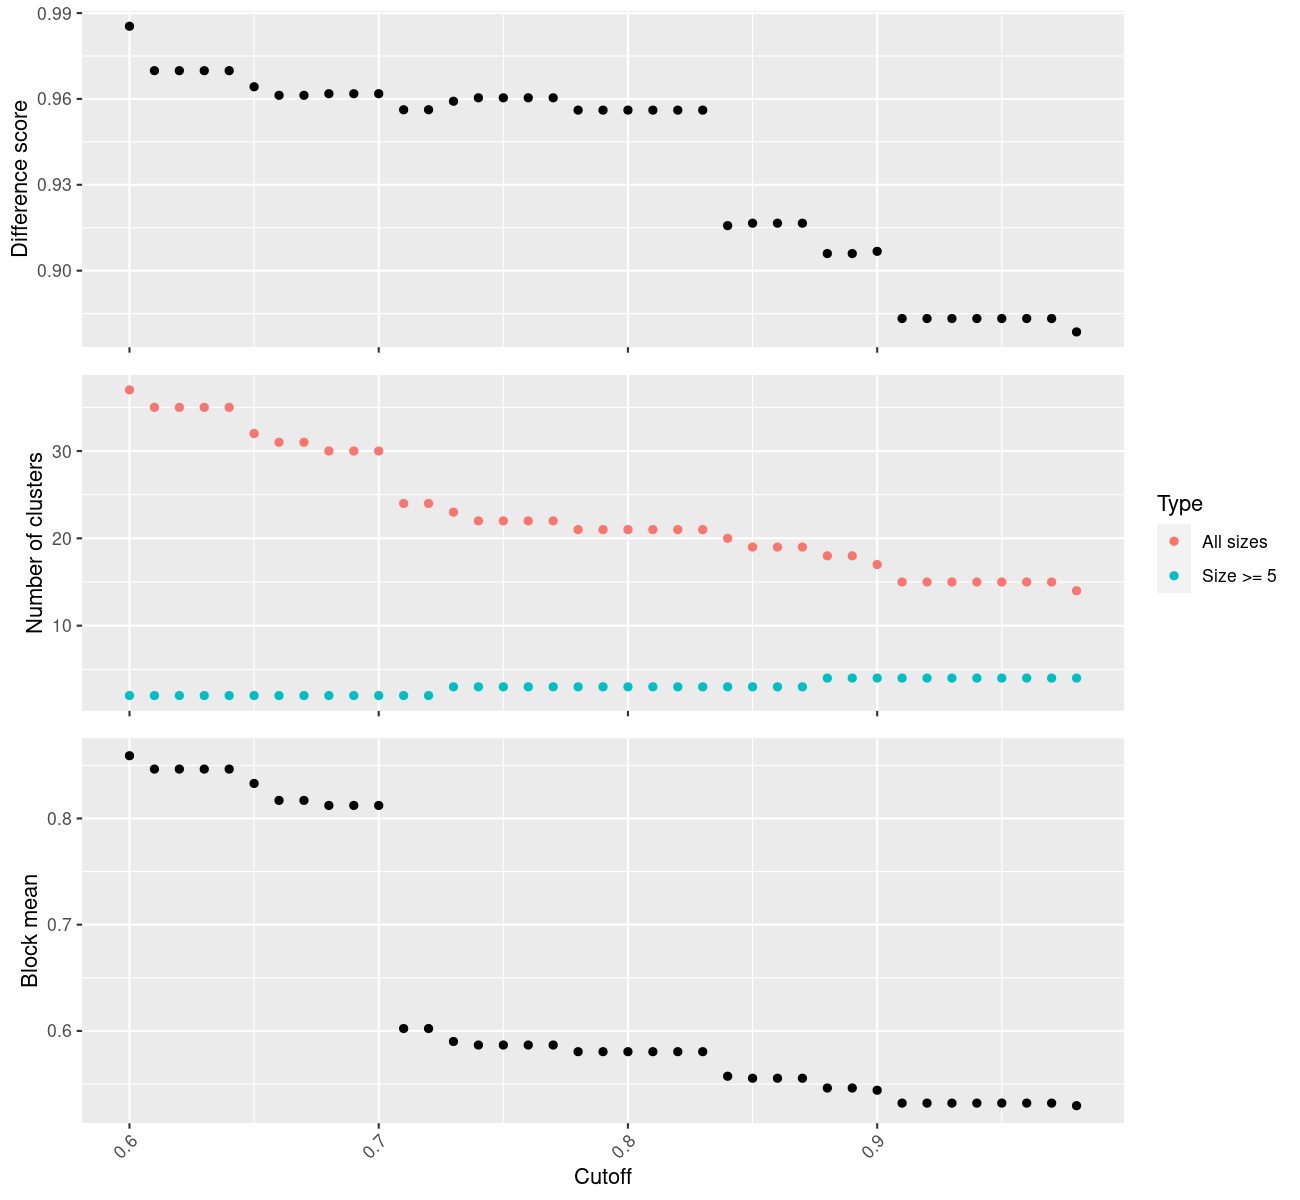 Difference score
0.99
0.96
0.93
0.90
Number of clusters
30
20
10
Type
All sizes
Size >= 5
Block mean
0.8
0.7
0.6
0.6 0.7 0.8 0.9
Cutoff